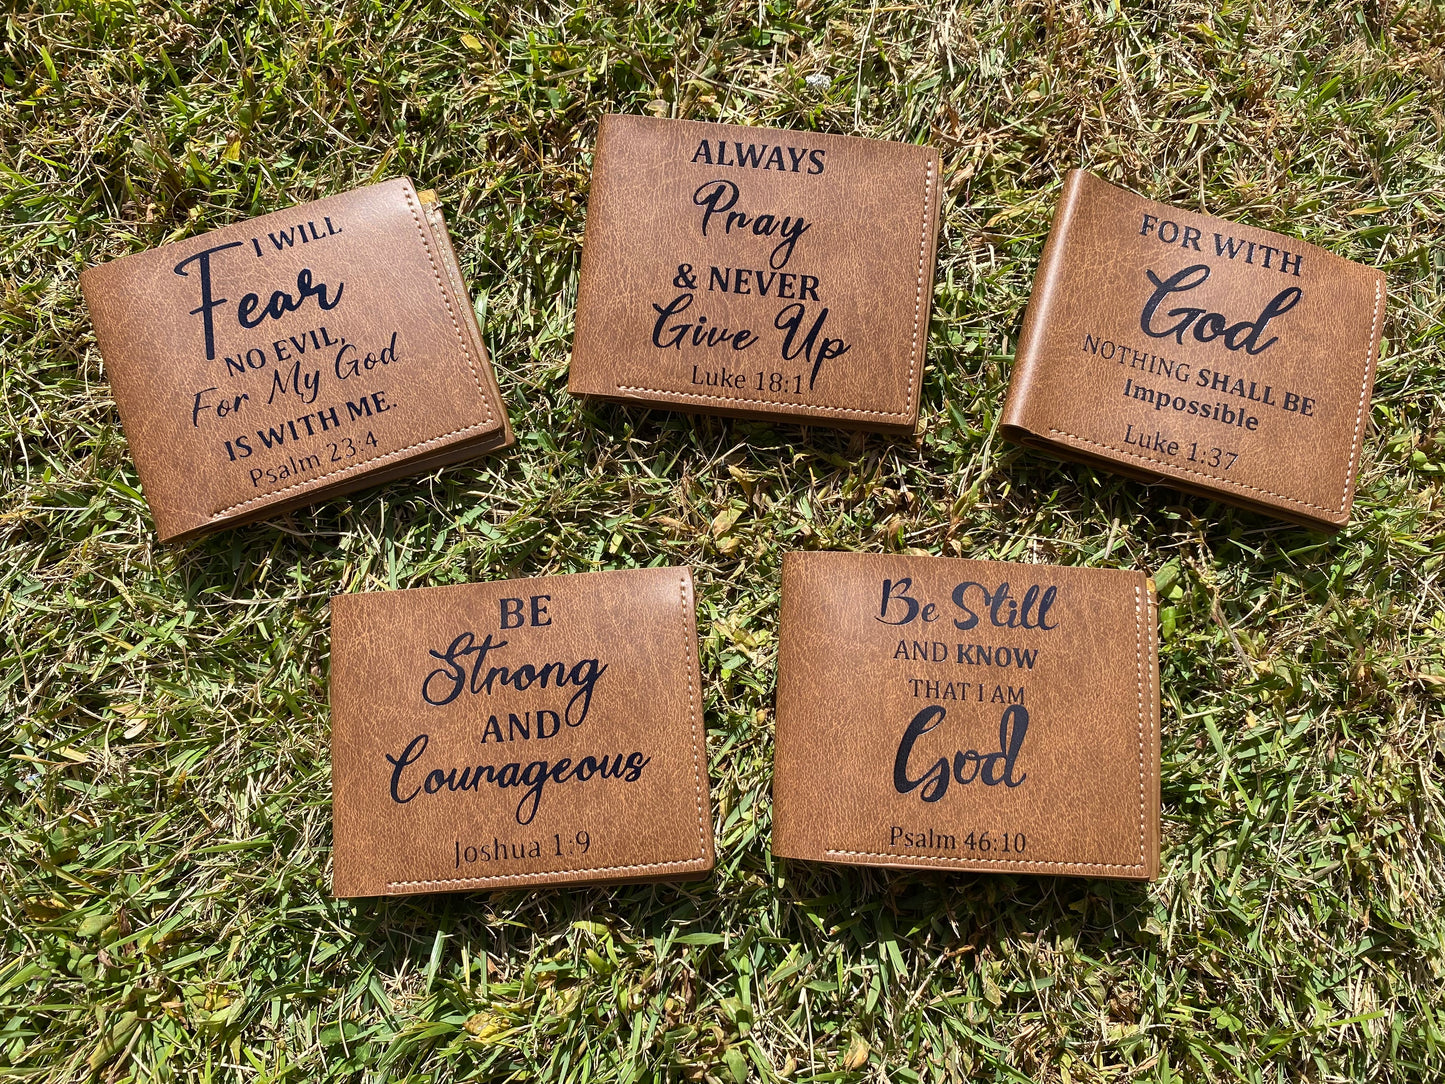 I WILL
Fear
NO EVIL,
For My God
IS WITH ME.
Psalm 23:4
ALWAYS
Pray
& NEVER
Give Up
Luke 18:1
FOR WITH
God
NOTHING SHALL BE
Impossible
Luke 1:37
BE
Strong
AND
Courageous
Joshua 1:9
Be Still
AND KNOW
THAT I AM
God
Psalm 46:10